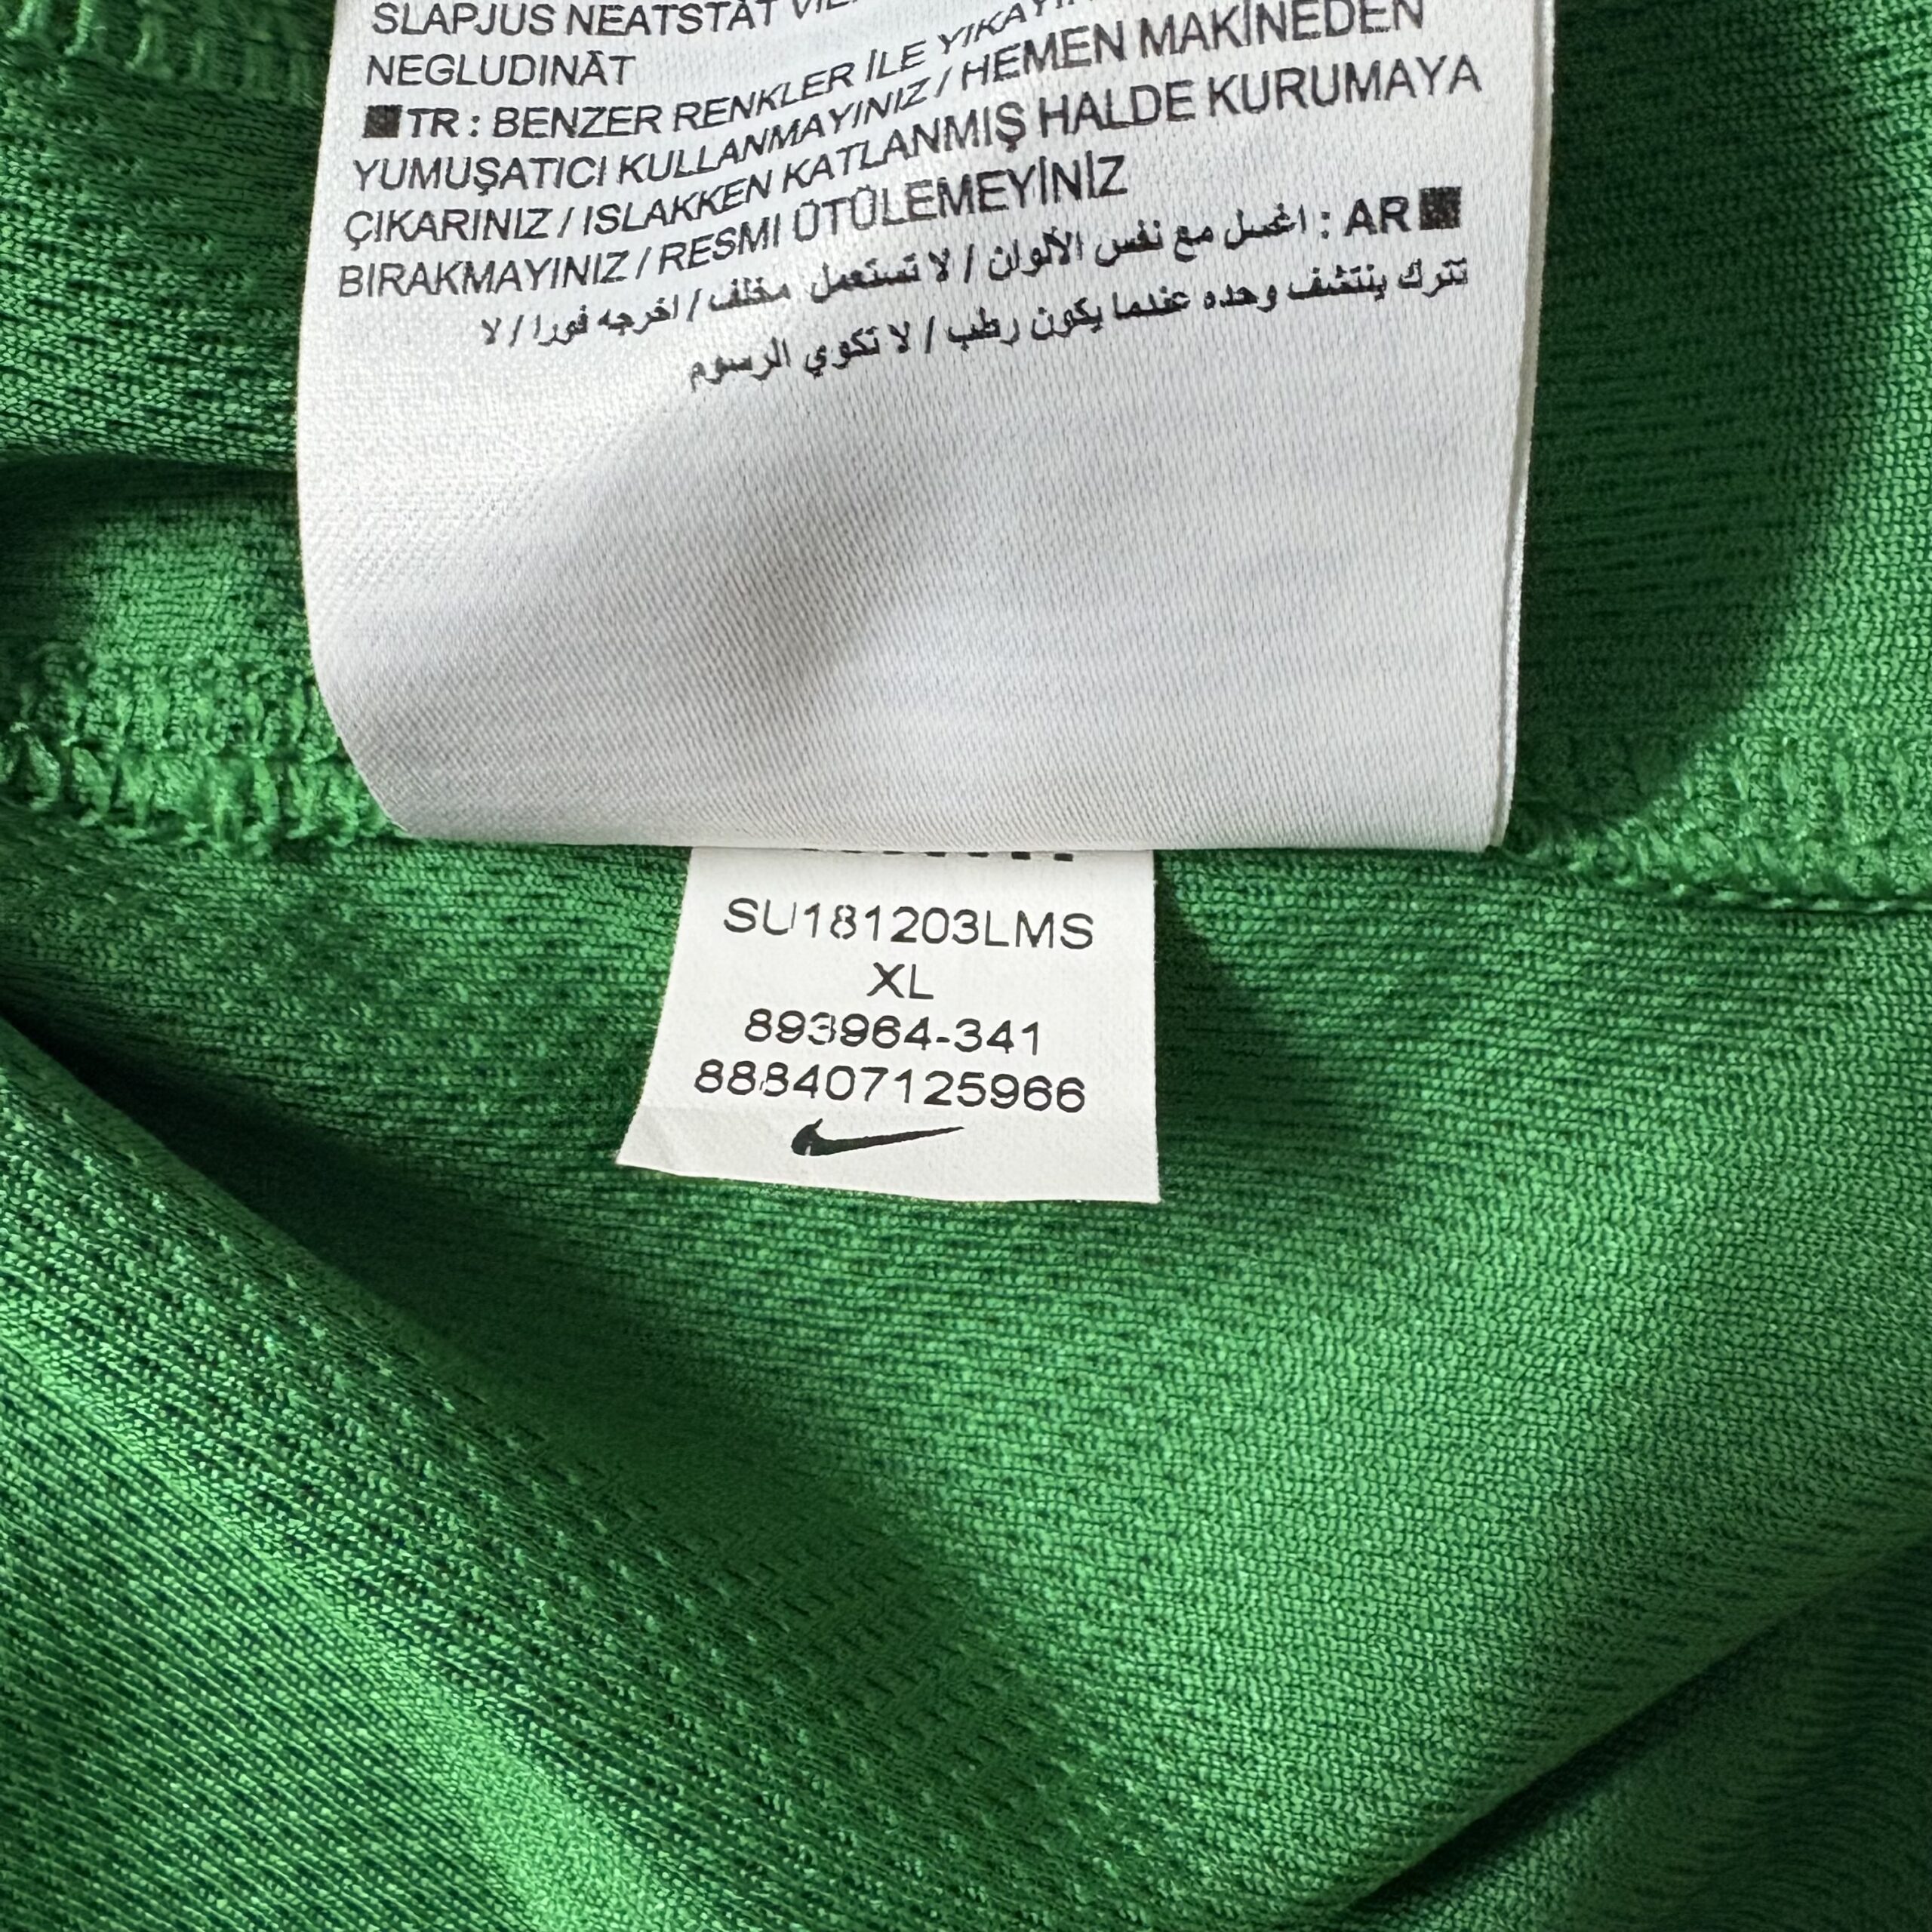 SLAPJUS NEATSTĀT
NEGLUDINĀT
TR : BENZER RENKLER İLE
YUMUŞATICI KULLANMAYINIZ / HEMEN MAKİNEDEN
ÇIKARINIZ / ISLAKKEN KATLANMIŞ HALDE KURUMAYA
BIRAKMAYINIZ / RESMI ÜTÜLEMEYİNİZ
AR : اغسل مع نفس الألوان / لا تستعمل مخلف / اخرجه فورا / لا
تترك ينتشف وحده عندما يكون رطب / لا تكوي الرسوم
SU181203LMS
XL
893964-341
888407125966